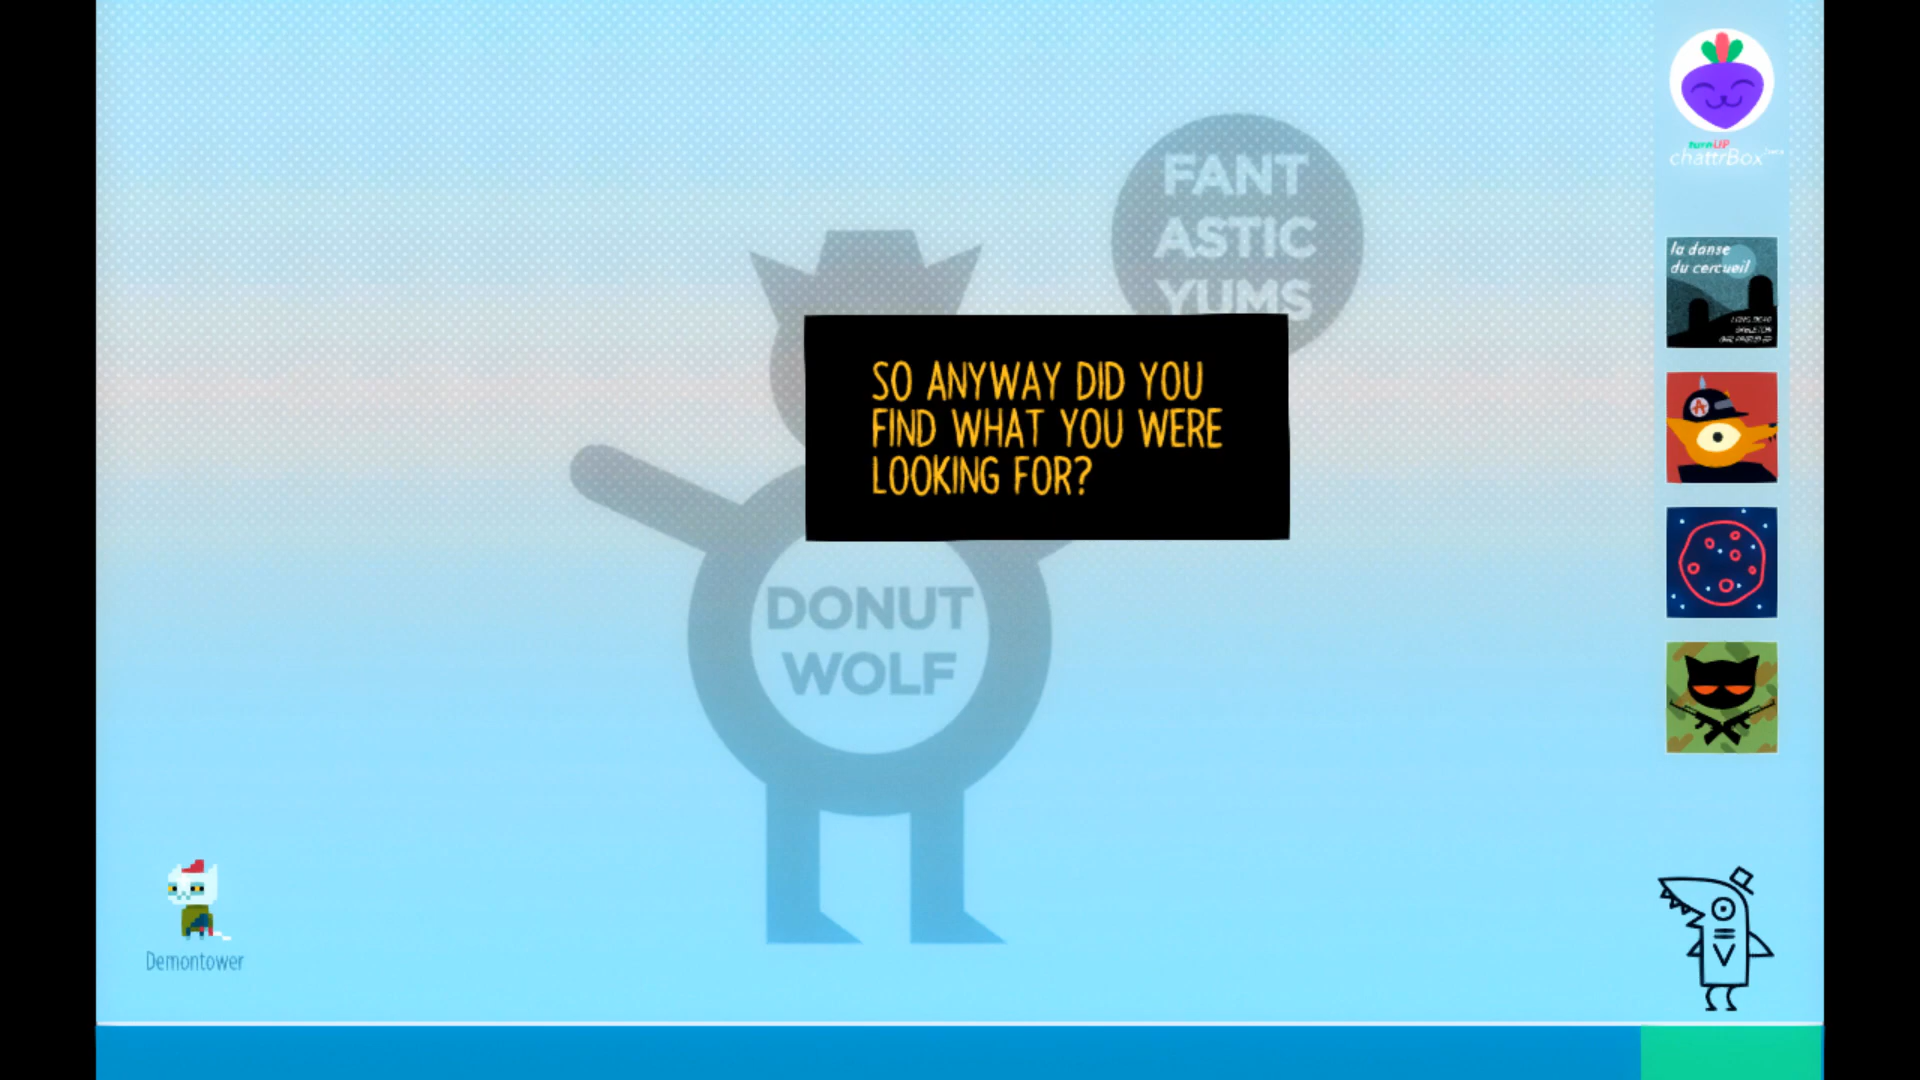 FANT
ASTIC
YUMS
SO ANYWAY DID YOU
FIND WHAT YOU WERE
LOOKING FOR?
DONUT
WOLF
turnUP
chattrBox
la danse
du cercueil
Demontower